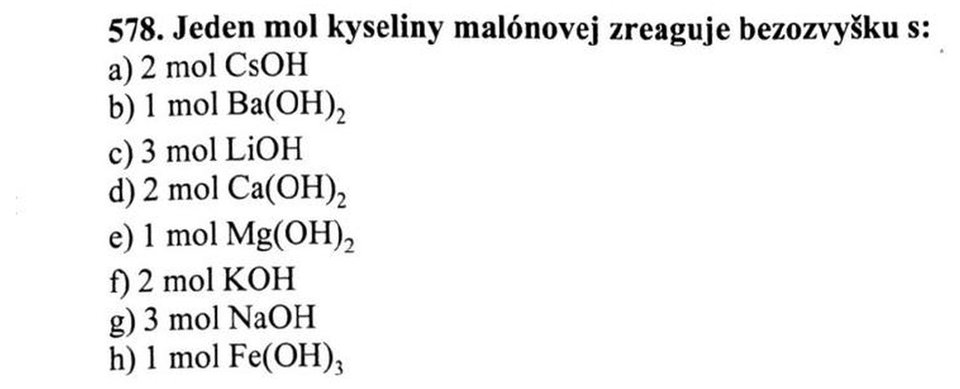 578. Jeden mol kyseliny malónovej zreaguje bezozvyšku s:
a) 2 mol CsOH
b) 1 mol Ba(OH)₂
c) 3 mol LiOH
d) 2 mol Ca(OH)₂
e) 1 mol Mg(OH)₂
f) 2 mol KOH
g) 3 mol NaOH
h) 1 mol Fe(OH)₃